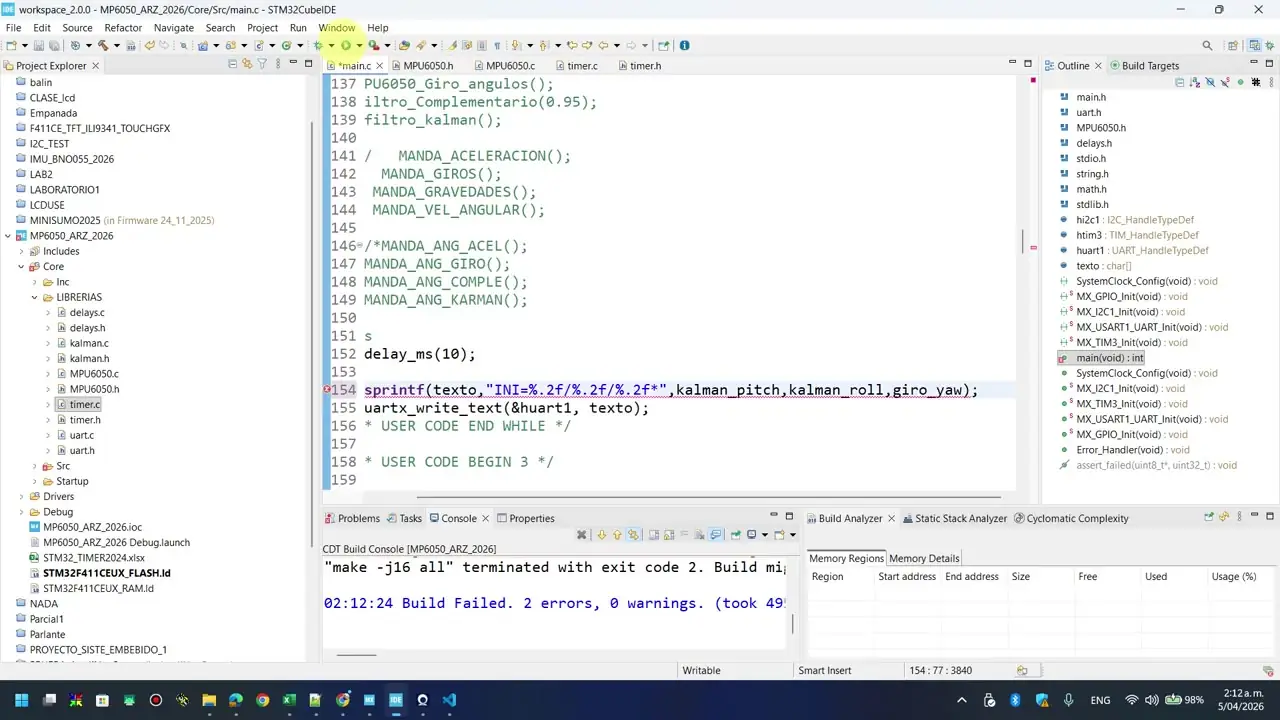 IDE workspace_2.0.0 - MP6050_ARZ_2026/Core/Src/main.c - STM32CubeIDE
File Edit Source Refactor Navigate Search Project Run Window Help
Project Explorer
balin
CLASE_lcd
Empanada
F411CE_TFT_ILI9341_TOUCHGFX
I2C_TEST
IMU_BNO055_2026
LAB2
LABORATORIO1
LCDUSE
MINISUMO2025 (in Firmware 24_11_2025)
MP6050_ARZ_2026
Includes
Core
Inc
LIBRERIAS
delays.c
delays.h
kalman.c
kalman.h
MPU6050.c
MPU6050.h
timer.c
timer.h
uart.c
uart.h
Src
Startup
Drivers
Debug
MP6050_ARZ_2026.ioc
MP6050_ARZ_2026 Debug.launch
STM32_TIMER2024.xlsx
STM32F411CEUX_FLASH.ld
STM32F411CEUX_RAM.ld
NADA
Parcial1
Parlante
PROYECTO_SISTE_EMBEBIDO_1
*main.c MPU6050.h MPU6050.c timer.c timer.h
137 PU6050_Giro_angulos();
138 iltro_Complementario(0.95);
139 filtro_kalman();
140
141 / MANDA_ACELERACION();
142 MANDA_GIROS();
143 MANDA_GRAVEDADES();
144 MANDA_VEL_ANGULAR();
145
146 /*MANDA_ANG_ACEL();
147 MANDA_ANG_GIRO();
148 MANDA_ANG_COMPLE();
149 MANDA_ANG_KARMAN();
150
151 s
152 delay_ms(10);
153
154 sprintf(texto,"INI=%.2f/%.2f/%.2f*",kalman_pitch,kalman_roll,giro_yaw);
155 uartx_write_text(&huart1, texto);
156 * USER CODE END WHILE */
157
158 * USER CODE BEGIN 3 */
159
Outline Build Targets
main.h
uart.h
MPU6050.h
delays.h
stdio.h
string.h
math.h
stdlib.h
hi2c1 : I2C_HandleTypeDef
htim3 : TIM_HandleTypeDef
huart1 : UART_HandleTypeDef
texto : char[]
SystemClock_Config(void) : void
MX_GPIO_Init(void) : void
MX_I2C1_Init(void) : void
MX_USART1_UART_Init(void) : void
MX_TIM3_Init(void) : void
main(void) : int
SystemClock_Config(void) : void
MX_I2C1_Init(void) : void
MX_TIM3_Init(void) : void
MX_USART1_UART_Init(void) : void
MX_GPIO_Init(void) : void
Error_Handler(void) : void
assert_failed(uint8_t*, uint32_t) : void
Problems Tasks Console Properties
CDT Build Console [MP6050_ARZ_2026]
"make -j16 all" terminated with exit code 2. Build mi
02:12:24 Build Failed. 2 errors, 0 warnings. (took 49
Build Analyzer Static Stack Analyzer Cyclomatic Complexity
Memory Regions Memory Details
Region Start address End address Size Free Used Usage (%)
Writable Smart Insert 154 : 77 : 3840
ENG 98% 2:12 a.m.
5/04/2026